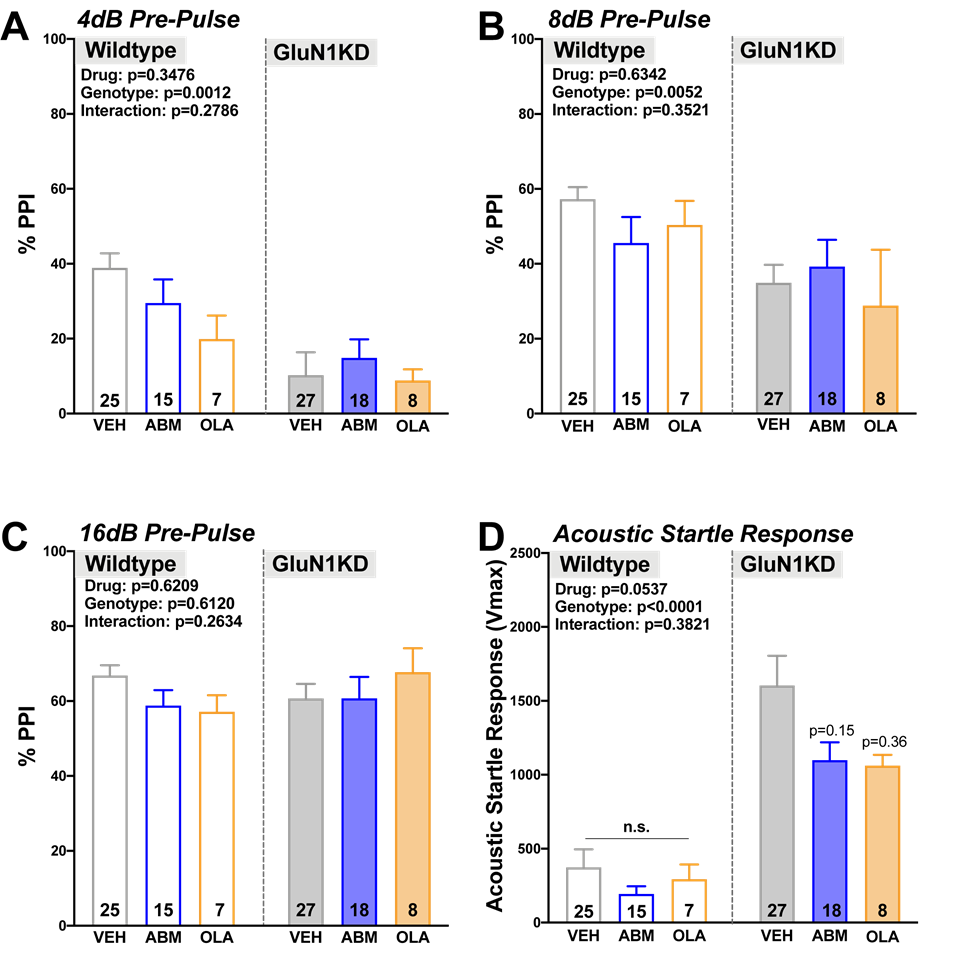 A
4dB Pre-Pulse
Wildtype
GluN1KD
Drug: p=0.3476
Genotype: p=0.0012
Interaction: p=0.2786
% PPI
100
80
60
40
20
0
25
15
7
27
18
8
VEH
ABM
OLA
VEH
ABM
OLA
B
8dB Pre-Pulse
Wildtype
GluN1KD
Drug: p=0.6342
Genotype: p=0.0052
Interaction: p=0.3521
% PPI
100
80
60
40
20
0
25
15
7
27
18
8
VEH
ABM
OLA
VEH
ABM
OLA
C
16dB Pre-Pulse
Wildtype
GluN1KD
Drug: p=0.6209
Genotype: p=0.6120
Interaction: p=0.2634
% PPI
100
80
60
40
20
0
25
15
7
27
18
8
VEH
ABM
OLA
VEH
ABM
OLA
D
Acoustic Startle Response
Wildtype
GluN1KD
Drug: p=0.0537
Genotype: p<0.0001
Interaction: p=0.3821
Acoustic Startle Response (Vmax)
2500
2000
1500
1000
500
0
n.s.
p=0.15
p=0.36
25
15
7
27
18
8
VEH
ABM
OLA
VEH
ABM
OLA